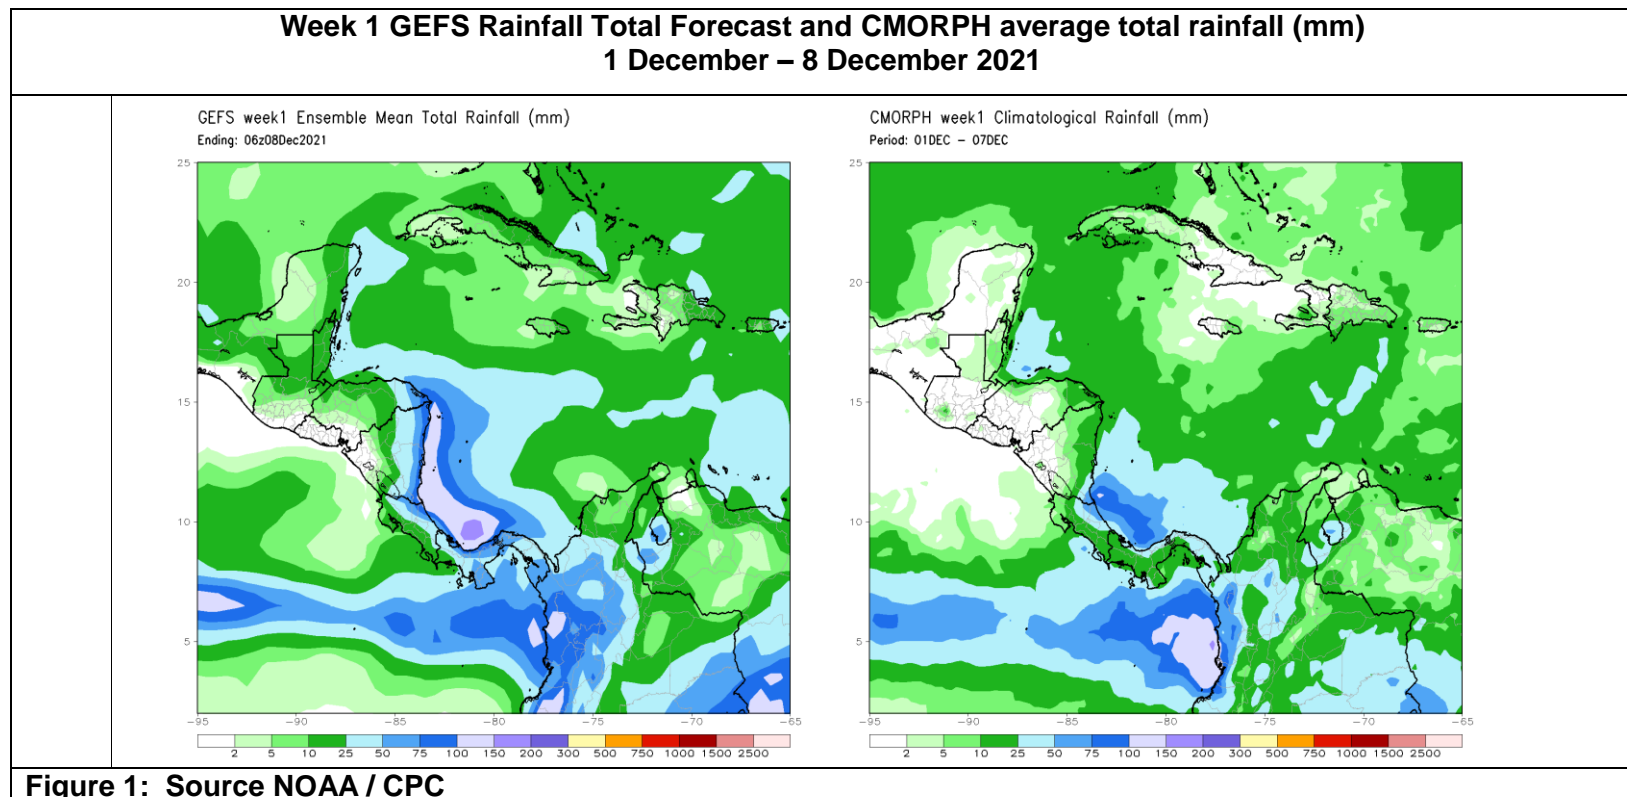 Week 1 GEFS Rainfall Total Forecast and CMORPH average total rainfall (mm)
1 December – 8 December 2021
GEFS week1 Ensemble Mean Total Rainfall (mm)
Ending: 06z08Dec2021
25
20
15
10
5
-95 -90 -85 -80 -75 -70 -65
2 5 10 25 50 75 100 150 200 300 500 750 1000 1500 2500
CMORPH week1 Climatological Rainfall (mm)
Period: 01DEC - 07DEC
25
20
15
10
5
-95 -90 -85 -80 -75 -70 -65
2 5 10 25 50 75 100 150 200 300 500 750 1000 1500 2500
Figure 1: Source NOAA / CPC